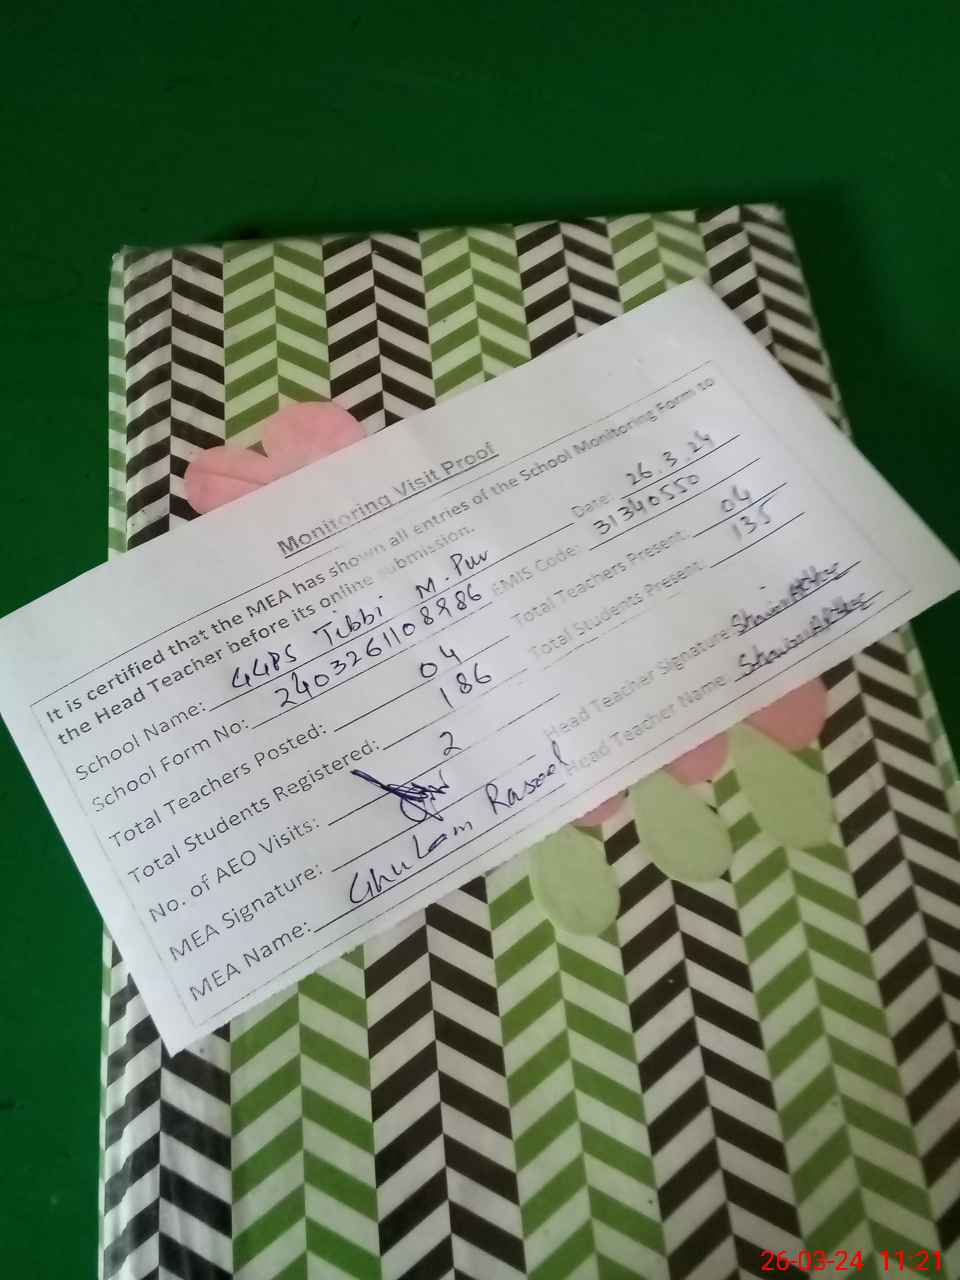 Monitoring Visit Proof
It is certified that the MEA has shown all entries of the School Monitoring Form to
the Head Teacher before its online submission.
School Name: GGPS Tibbi M. Pur Date: 26.3.24
School Form No: 2403261108986 EMIS Code: 31340550
Total Teachers Posted: 04 Total Teachers Present: 04
Total Students Registered: 186 Total Students Present: 135
No. of AEO Visits: 2
MEA Signature: Head Teacher Signature:
MEA Name: Ghulam Rasool Head Teacher Name:
26-03-24 11:21